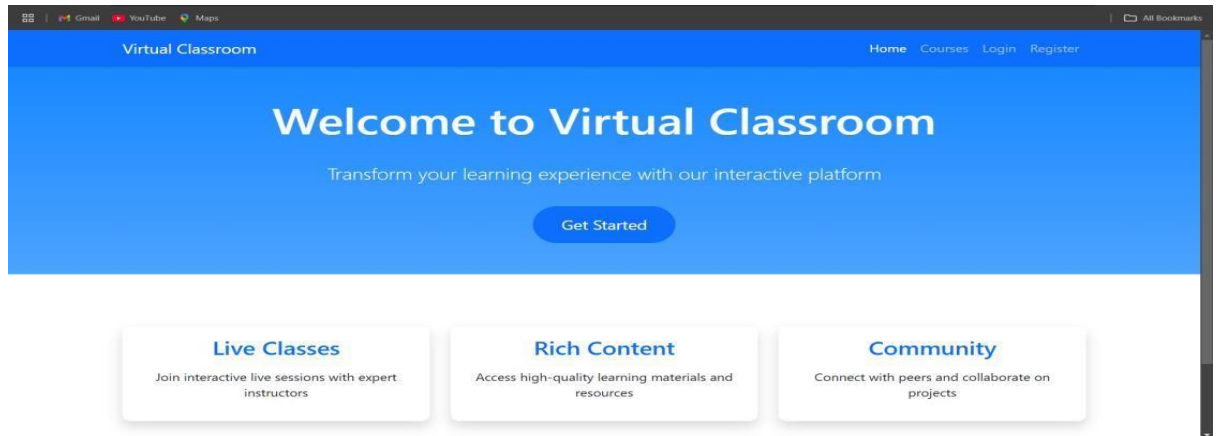 Gmail YouTube Maps All Bookmarks
Virtual Classroom Home Courses Login Register
Welcome to Virtual Classroom
Transform your learning experience with our interactive platform
Get Started
Live Classes
Join interactive live sessions with expert
instructors
Rich Content
Access high-quality learning materials and
resources
Community
Connect with peers and collaborate on
projects